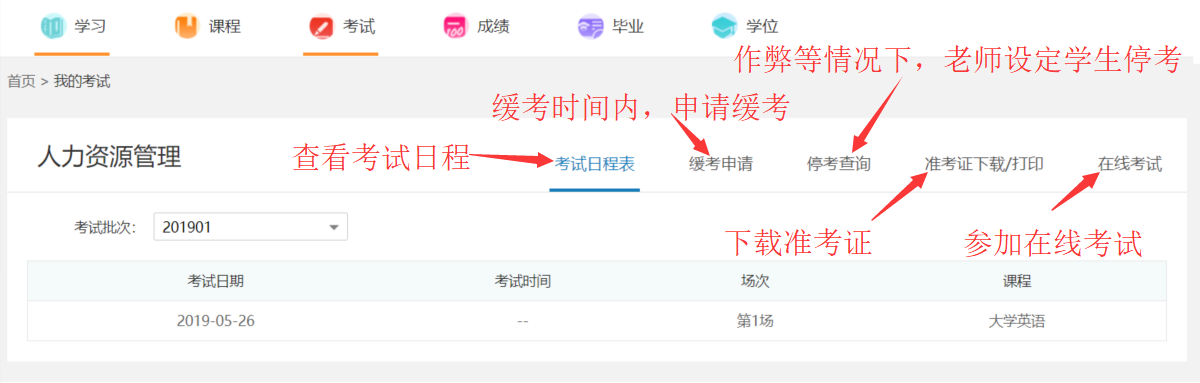 学习 课程 考试 成绩 毕业 学位
首页 > 我的考试
作弊等情况下，老师设定学生停考
缓考时间内，申请缓考
人力资源管理
查看考试日程
考试日程表 缓考申请 停考查询 准考证下载/打印 在线考试
考试批次： 201901
下载准考证 参加在线考试
考试日期 考试时间 场次 课程
2019-05-26 -- 第1场 大学英语